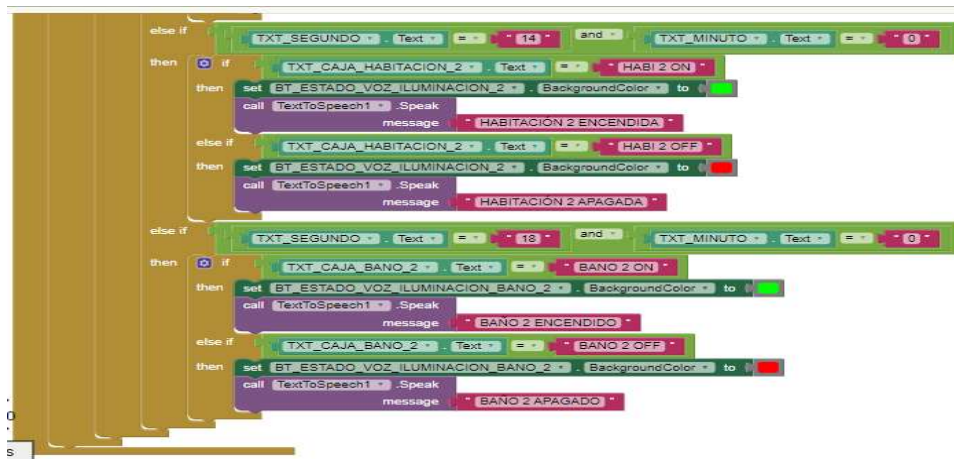 else if TXT_SEGUNDO . Text = " 14 " and TXT_MINUTO . Text = " 0 "
then if TXT_CAJA_HABITACION_2 . Text = " HABI 2 ON "
then set BT_ESTADO_VOZ_ILUMINACION_2 . BackgroundColor to
call TextToSpeech1 .Speak
message " HABITACIÓN 2 ENCENDIDA "
else if TXT_CAJA_HABITACION_2 . Text = " HABI 2 OFF "
then set BT_ESTADO_VOZ_ILUMINACION_2 . BackgroundColor to
call TextToSpeech1 .Speak
message " HABITACIÓN 2 APAGADA "
else if TXT_SEGUNDO . Text = " 18 " and TXT_MINUTO . Text = " 0 "
then if TXT_CAJA_BANO_2 . Text = " BANO 2 ON "
then set BT_ESTADO_VOZ_ILUMINACION_BANO_2 . BackgroundColor to
call TextToSpeech1 .Speak
message " BAÑO 2 ENCENDIDO "
else if TXT_CAJA_BANO_2 . Text = " BANO 2 OFF "
then set BT_ESTADO_VOZ_ILUMINACION_BANO_2 . BackgroundColor to
call TextToSpeech1 .Speak
message " BANO 2 APAGADO "